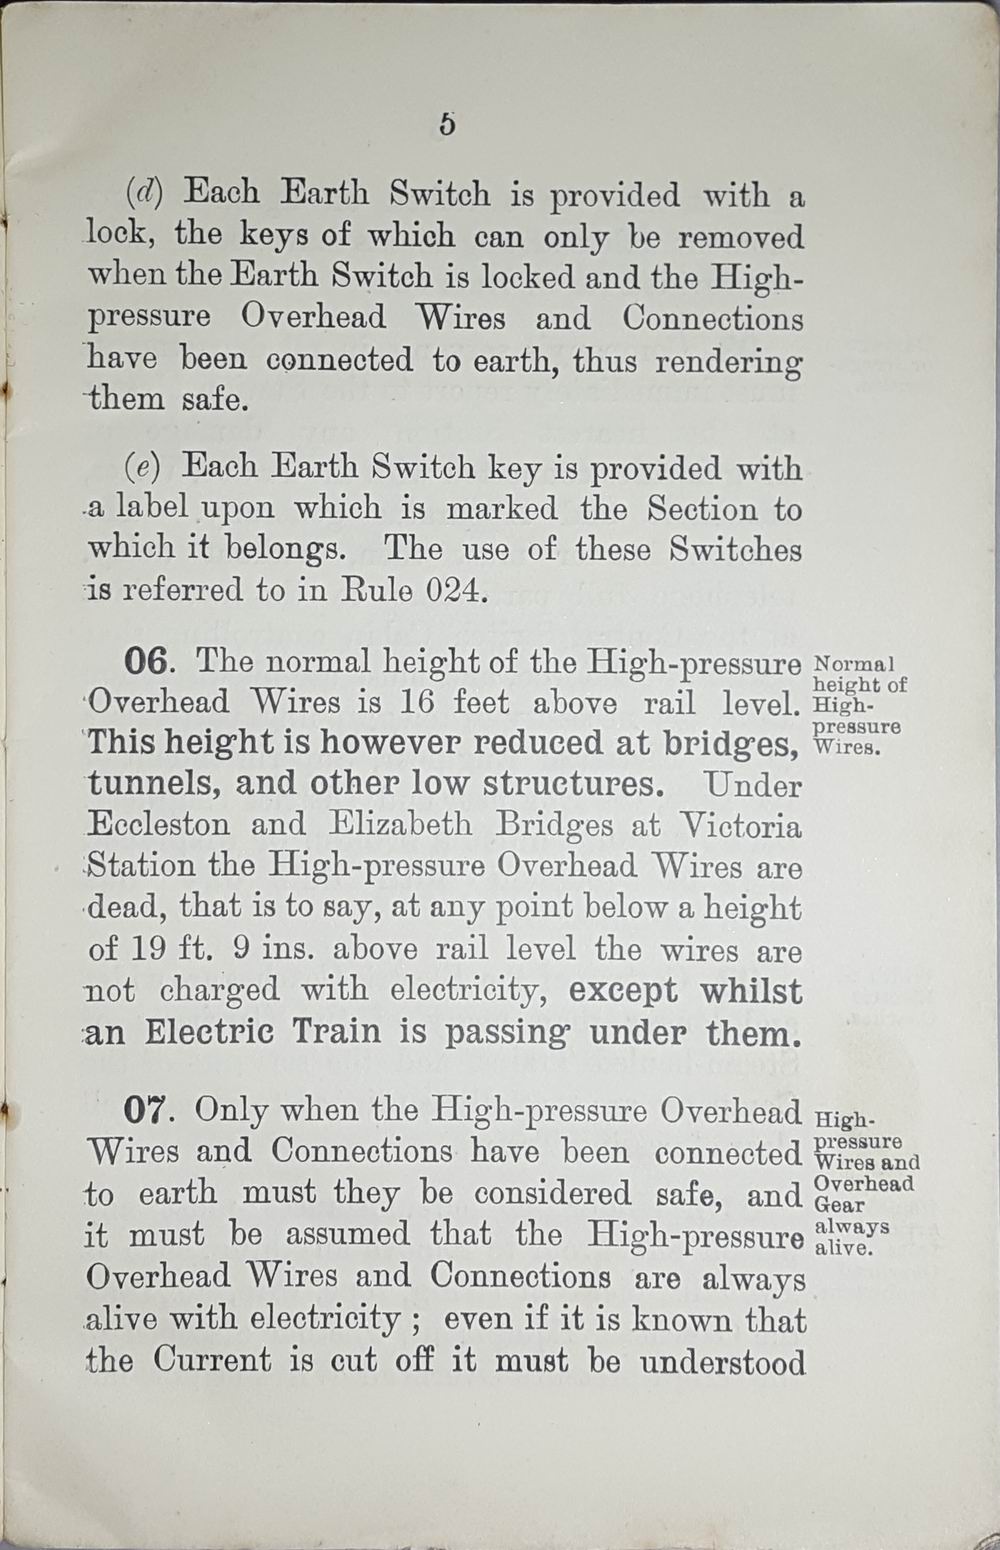 5
(d) Each Earth Switch is provided with a
lock, the keys of which can only be removed
when the Earth Switch is locked and the High-
pressure Overhead Wires and Connections
have been connected to earth, thus rendering
them safe.
(e) Each Earth Switch key is provided with
a label upon which is marked the Section to
which it belongs. The use of these Switches
is referred to in Rule 024.
06. The normal height of the High-pressure
Overhead Wires is 16 feet above rail level.
This height is however reduced at bridges,
tunnels, and other low structures. Under
Eccleston and Elizabeth Bridges at Victoria
Station the High-pressure Overhead Wires are
dead, that is to say, at any point below a height
of 19 ft. 9 ins. above rail level the wires are
not charged with electricity, except whilst
an Electric Train is passing under them.
Normal
height of
High-
pressure
Wires.
07. Only when the High-pressure Overhead
Wires and Connections have been connected
to earth must they be considered safe, and
it must be assumed that the High-pressure
Overhead Wires and Connections are always
alive with electricity ; even if it is known that
the Current is cut off it must be understood
High-
pressure
Wires and
Overhead
Gear
always
alive.